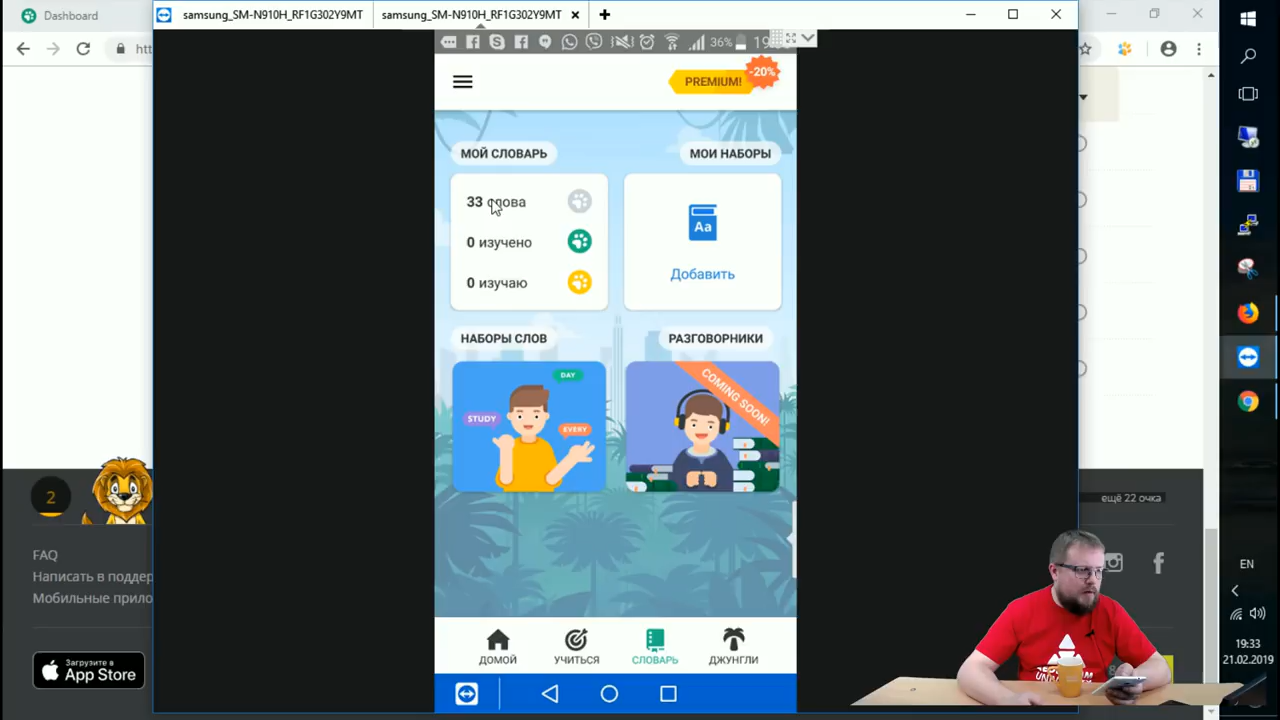 Dashboard
samsung_SM-N910H_RF1G302Y9MT
samsung_SM-N910H_RF1G302Y9MT
36%
PREMIUM!
-20%
МОЙ СЛОВАРЬ
МОИ НАБОРЫ
33 слова
0 изучено
0 изучаю
Aa
Добавить
НАБОРЫ СЛОВ
РАЗГОВОРНИКИ
DAY
STUDY
EVERY
COMING SOON!
2
ещё 22 очка
FAQ
Написать в поддер
Мобильные прило
Загрузите в
App Store
ДОМОЙ
УЧИТЬСЯ
СЛОВАРЬ
ДЖУНГЛИ
EN
19:33
21.02.2019